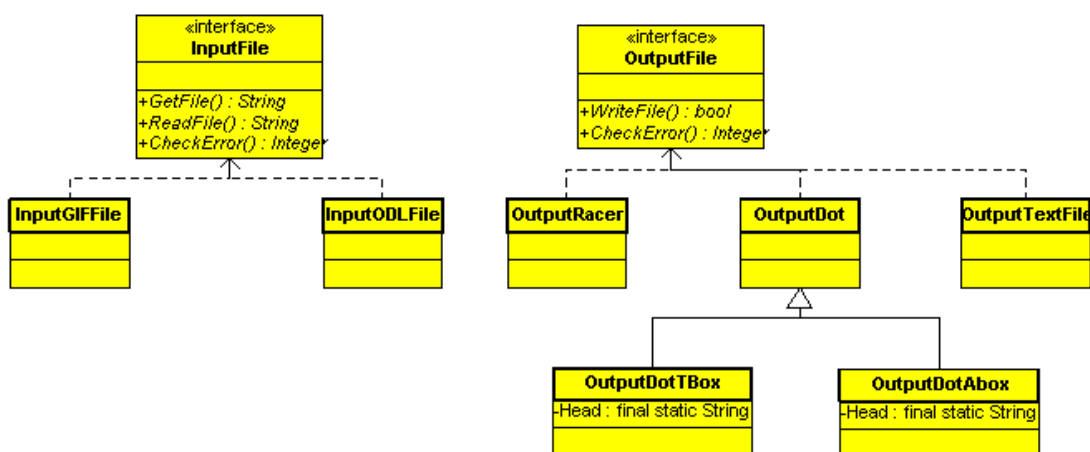 «interface»
InputFile
+GetFile() : String
+ReadFile() : String
+CheckError() : Integer
«interface»
OutputFile
+WriteFile() : bool
+CheckError() : Integer
InputGIFFile
InputODLFile
OutputRacer
OutputDot
OutputTextFile
OutputDotTBox
-Head : final static String
OutputDotAbox
-Head : final static String